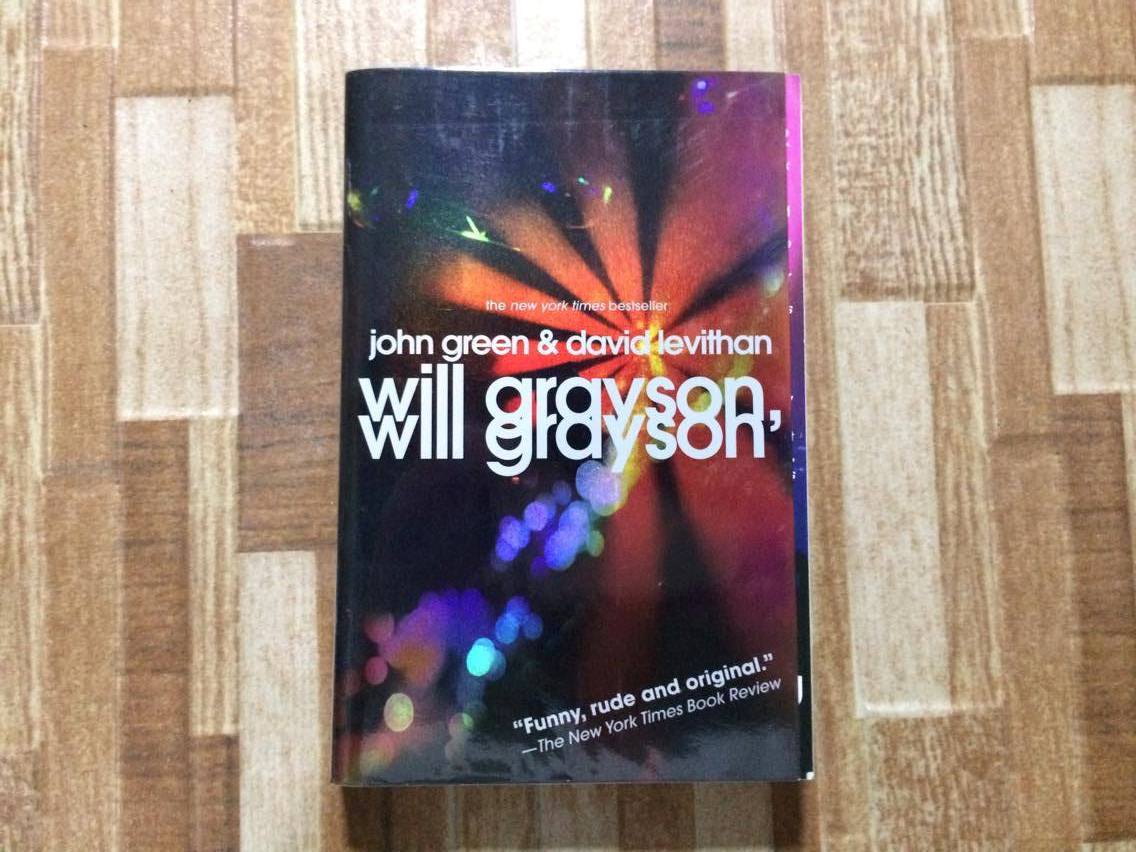 the new york times bestseller
john green & david levithan
will grayson,
will grayson
“Funny, rude and original.”
—The New York Times Book Review